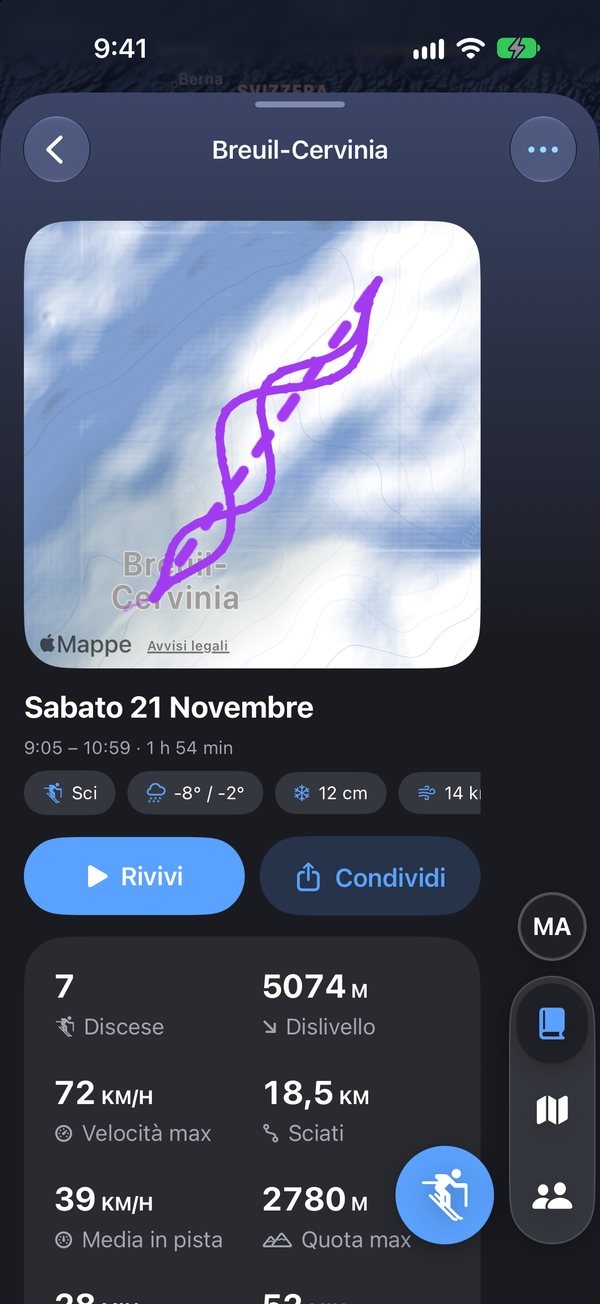 9:41
Berna
SVIZZERA
Breuil-Cervinia
Breuil-
Cervinia
Mappe Avvisi legali
Sabato 21 Novembre
9:05 – 10:59 · 1 h 54 min
Sci -8° / -2° 12 cm 14
Rivivi Condividi
MA
7 5074 M
Discese Dislivello
72 KM/H 18,5 KM
Velocità max Sciati
39 KM/H 2780 M
Media in pista Quota max